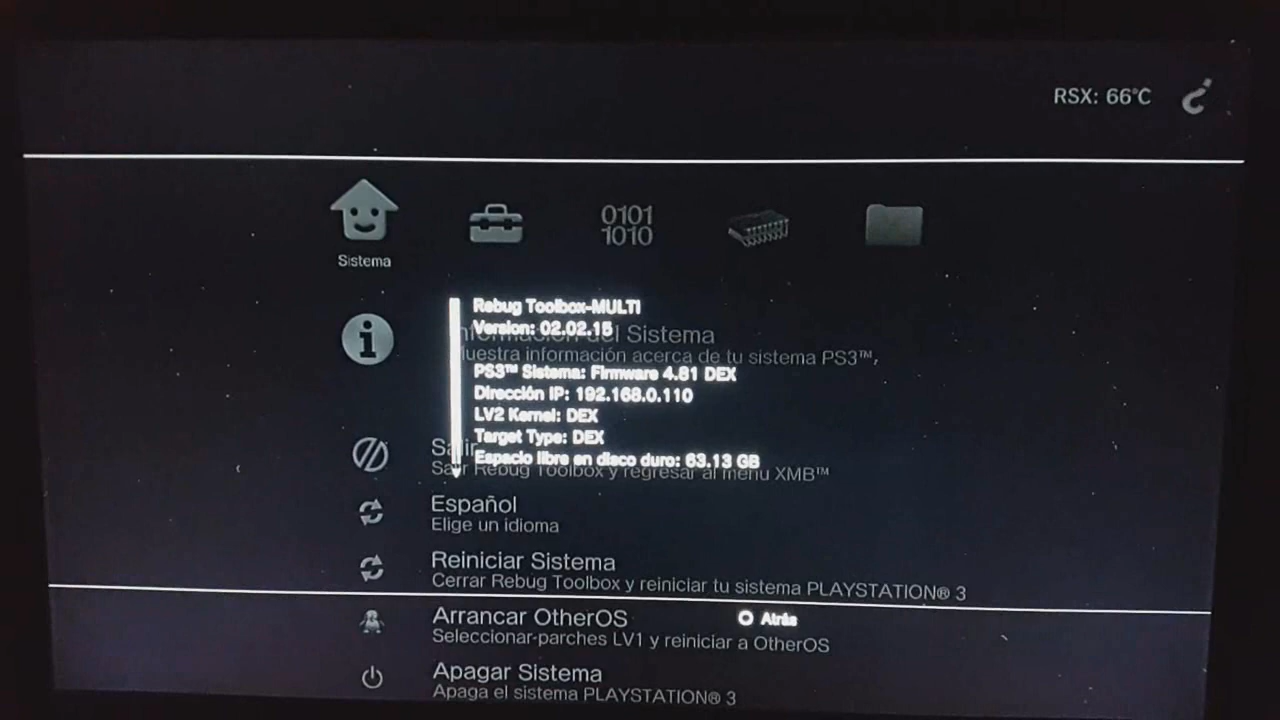 RSX: 66°C
0101
1010
Sistema
Rebug Toolbox-MULTI
Version: 02.02.15
Información del Sistema
Muestra información acerca de tu sistema PS3™,
PS3™ Sistema: Firmware 4.81 DEX
Dirección IP: 192.168.0.110
LV2 Kernel: DEX
Target Type: DEX
Salir
Espacio libre en disco duro: 63.13 GB
Salir Rebug Toolbox y regresar al menu XMB™
Español
Elige un idioma
Reiniciar Sistema
Cerrar Rebug Toolbox y reiniciar tu sistema PLAYSTATION® 3
Arrancar OtherOS
Atrás
Seleccionar-parches LV1 y reiniciar a OtherOS
Apagar Sistema
Apaga el sistema PLAYSTATION® 3